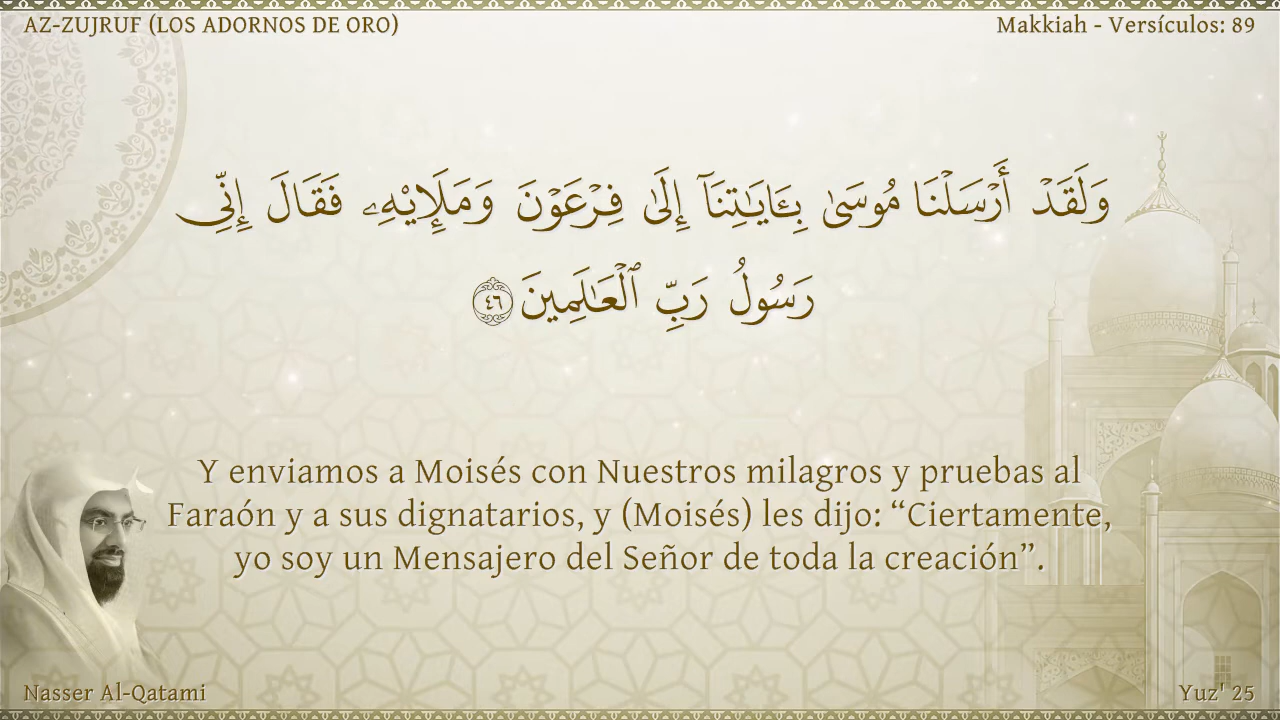 AZ-ZUJRUF (LOS ADORNOS DE ORO)
Makkiah - Versículos: 89
وَلَقَدْ أَرْسَلْنَا مُوسَىٰ بِـَٔايَـٰتِنَآ إِلَىٰ فِرْعَوْنَ وَمَلَإِيْهِۦ فَقَالَ إِنِّى
رَسُولُ رَبِّ ٱلْعَـٰلَمِينَ ٤٦
Y enviamos a Moisés con Nuestros milagros y pruebas al
Faraón y a sus dignatarios, y (Moisés) les dijo: “Ciertamente,
yo soy un Mensajero del Señor de toda la creación”.
Nasser Al-Qatami
Yuz' 25